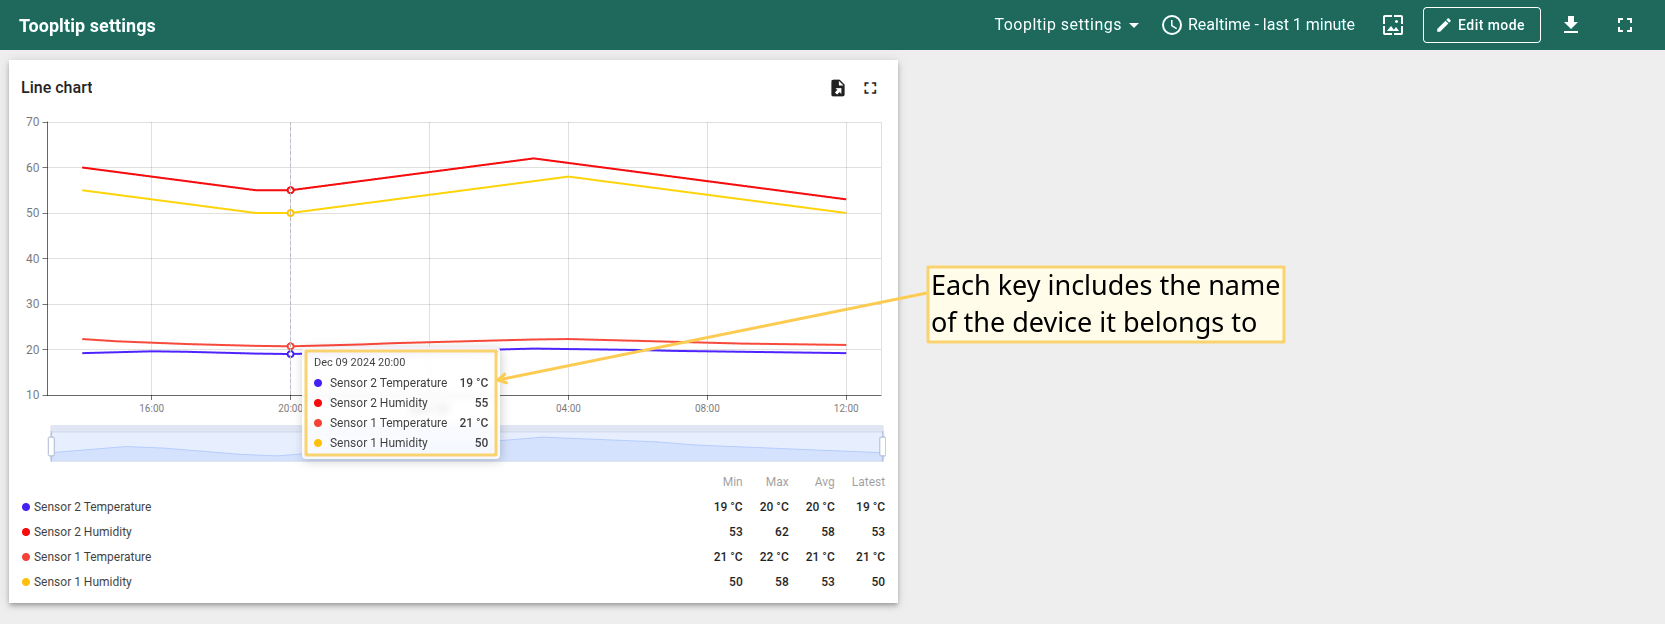 Toopltip settings
Toopltip settings
Realtime - last 1 minute
Edit mode
Line chart
70
60
50
40
30
20
10
16:00
20:00
04:00
08:00
12:00
Dec 09 2024 20:00
Sensor 2 Temperature 19 °C
Sensor 2 Humidity 55
Sensor 1 Temperature 21 °C
Sensor 1 Humidity 50
Each key includes the name
of the device it belongs to
Min Max Avg Latest
Sensor 2 Temperature 19 °C 20 °C 20 °C 19 °C
Sensor 2 Humidity 53 62 58 53
Sensor 1 Temperature 21 °C 22 °C 21 °C 21 °C
Sensor 1 Humidity 50 58 53 50